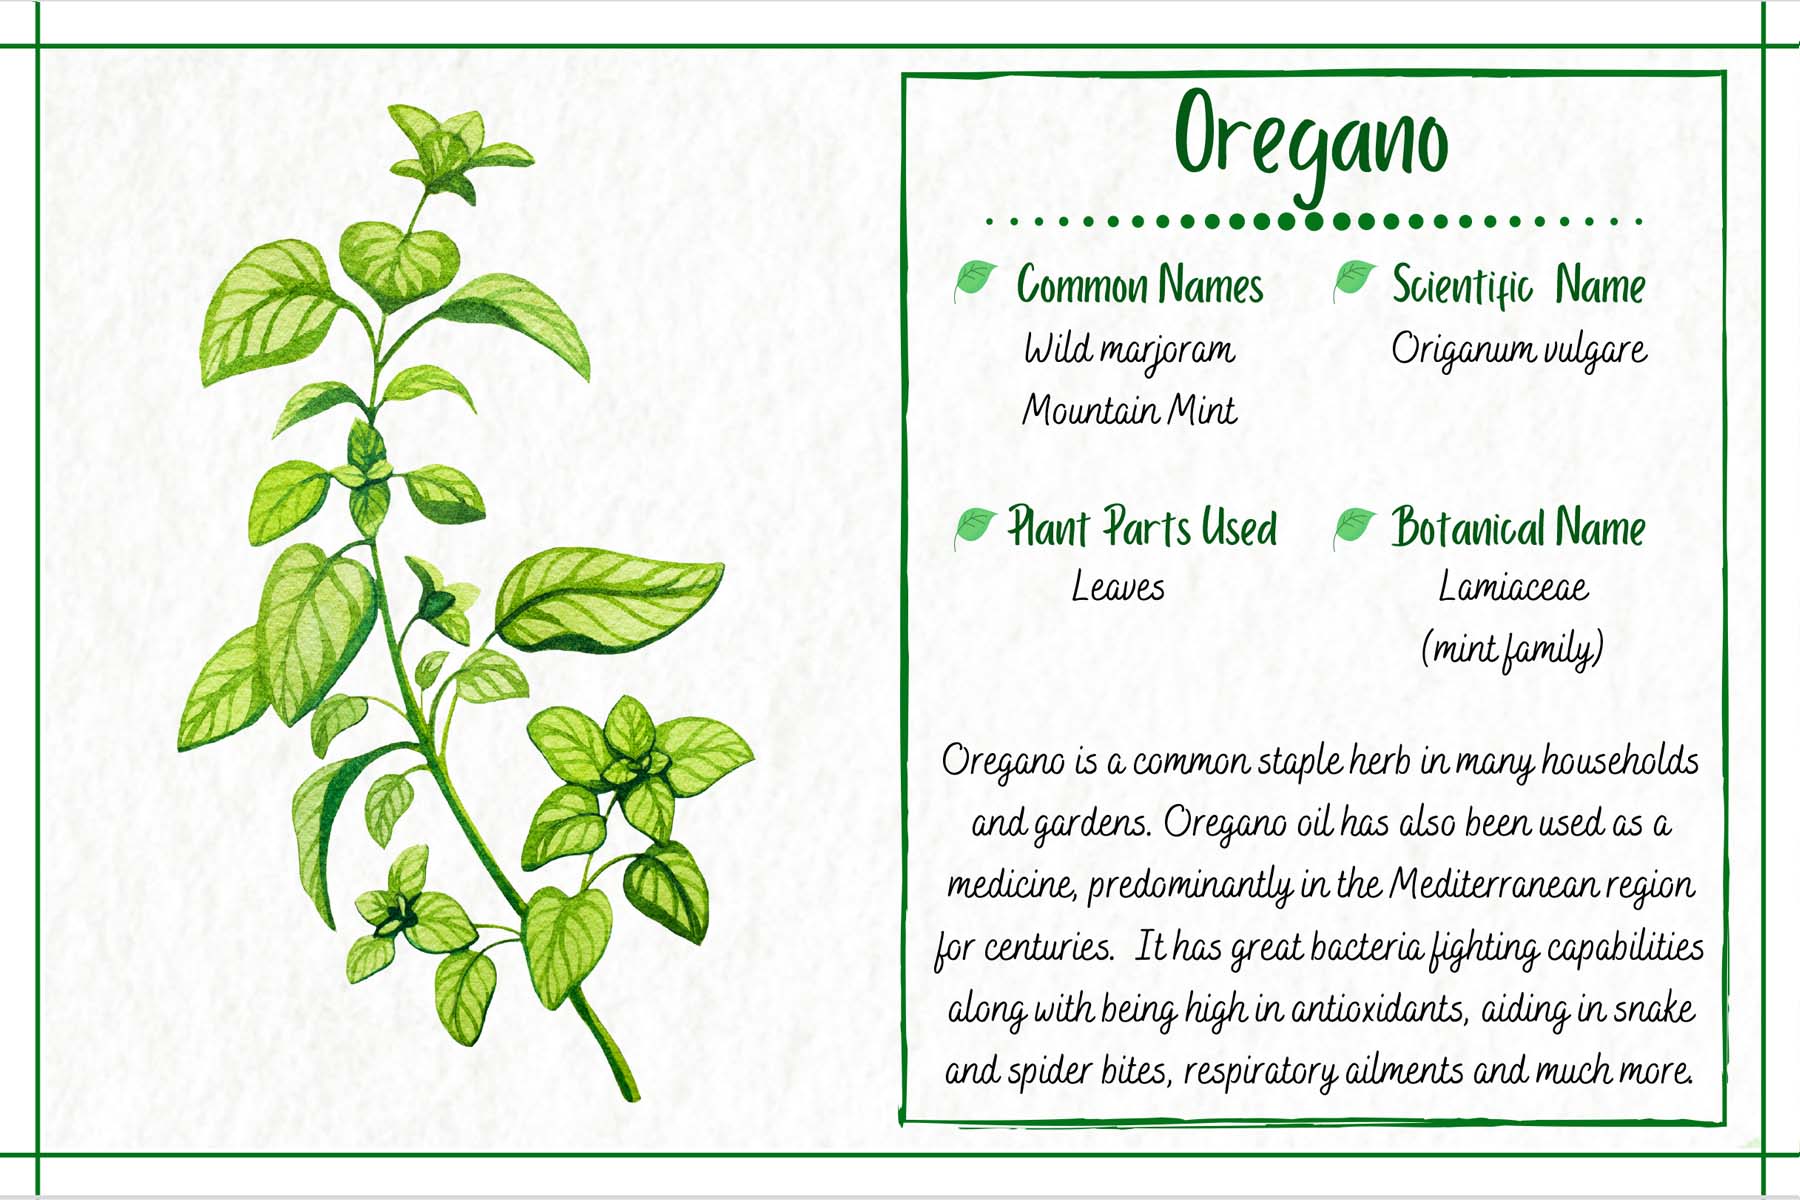 Oregano
Common Names
Wild marjoram
Mountain Mint
Scientific Name
Origanum vulgare
Plant Parts Used
Leaves
Botanical Name
Lamiaceae
(mint family)
Oregano is a common staple herb in many households
and gardens. Oregano oil has also been used as a
medicine, predominantly in the Mediterranean region
for centuries. It has great bacteria fighting capabilities
along with being high in antioxidants, aiding in snake
and spider bites, respiratory ailments and much more.